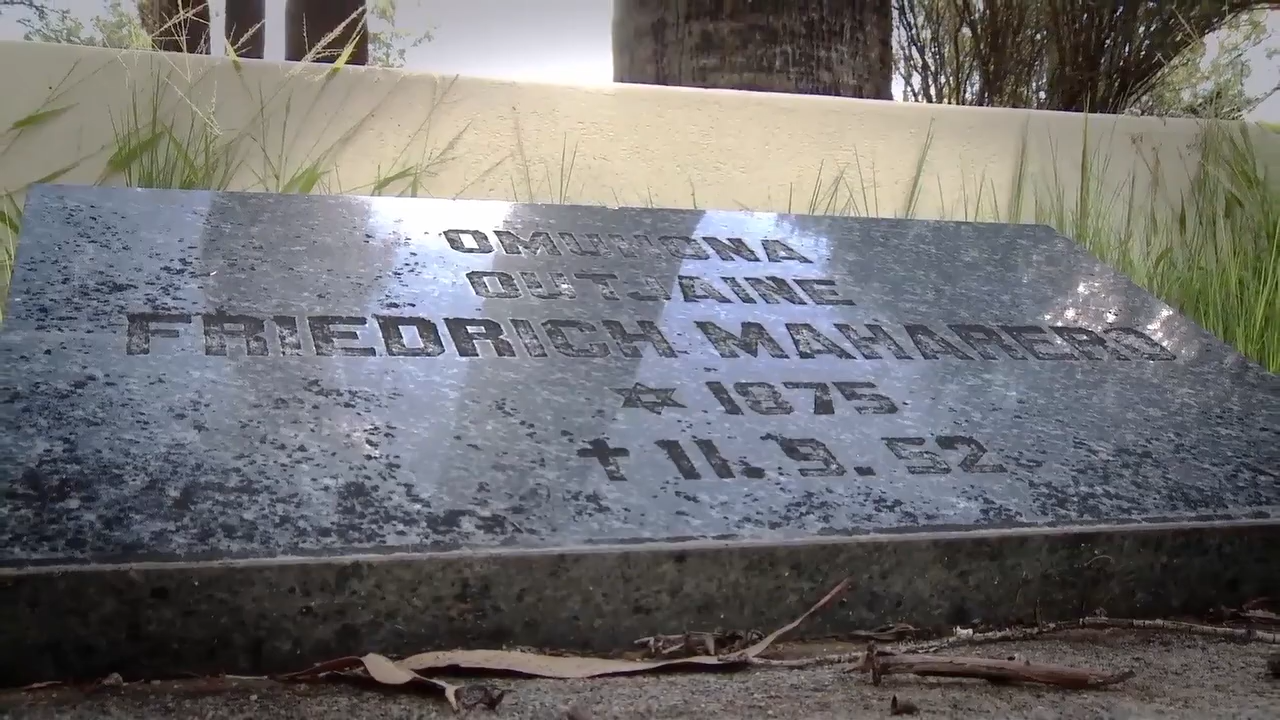 OMUHONA
OUTJAINE
FRIEDRICH MAHARERO
✡ 1875
✝ 11.9.52